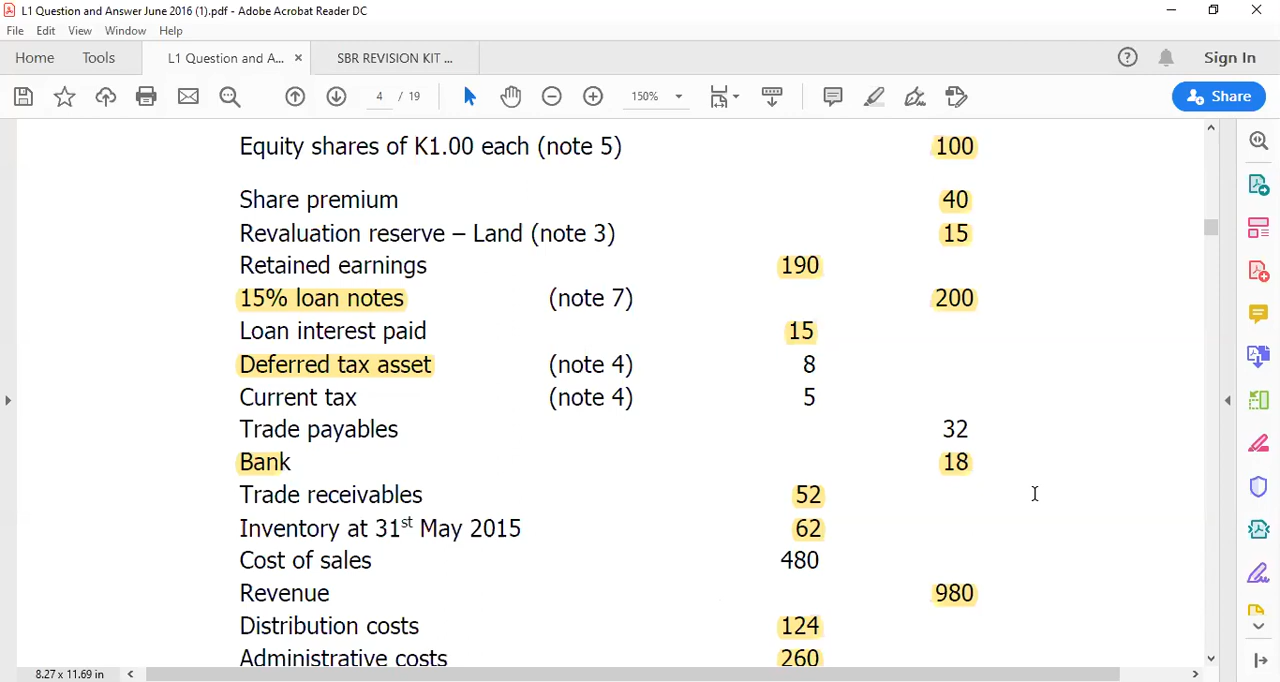 L1 Question and Answer June 2016 (1).pdf - Adobe Acrobat Reader DC
File Edit View Window Help
Home Tools L1 Question and A... × SBR REVISION KIT ... Sign In
4 / 19 150% Share
Equity shares of K1.00 each (note 5) 100
Share premium 40
Revaluation reserve – Land (note 3) 15
Retained earnings 190
15% loan notes (note 7) 200
Loan interest paid 15
Deferred tax asset (note 4) 8
Current tax (note 4) 5
Trade payables 32
Bank 18
Trade receivables 52
Inventory at 31st May 2015 62
Cost of sales 480
Revenue 980
Distribution costs 124
Administrative costs 260
8.27 x 11.69 in